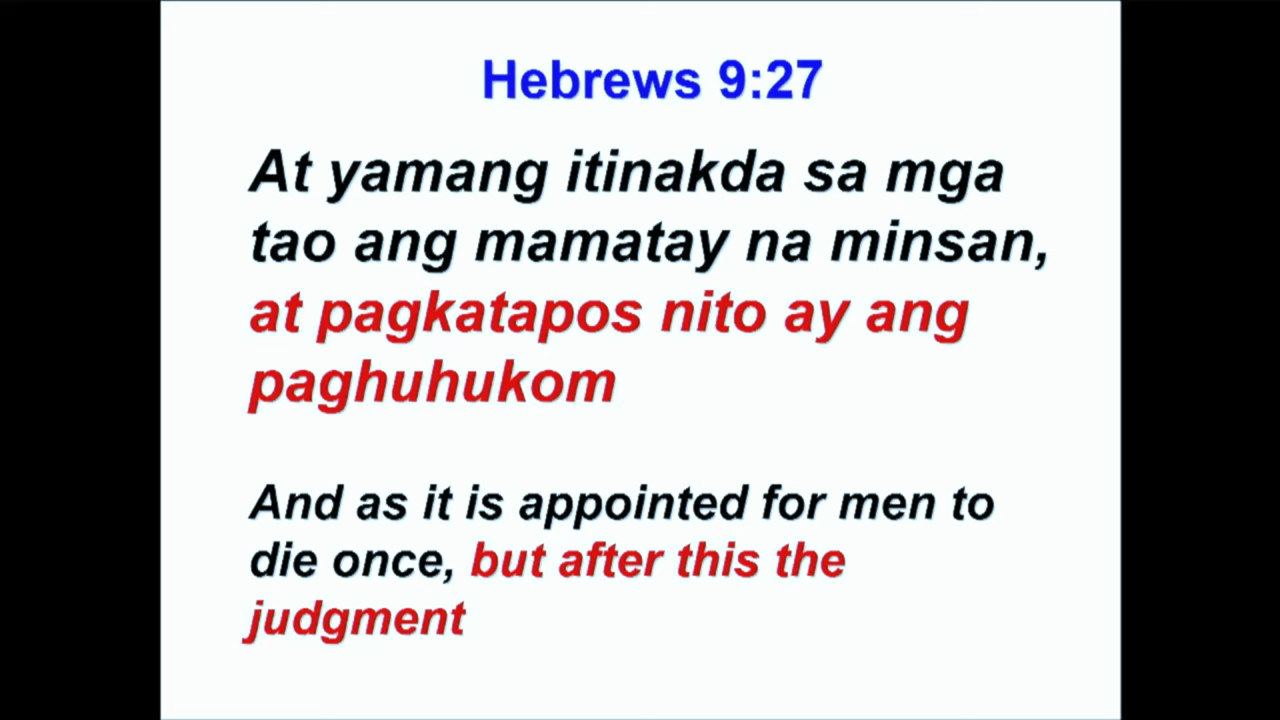 Hebrews 9:27
At yamang itinakda sa mga
tao ang mamatay na minsan,
at pagkatapos nito ay ang
paghuhukom
And as it is appointed for men to
die once, but after this the
judgment